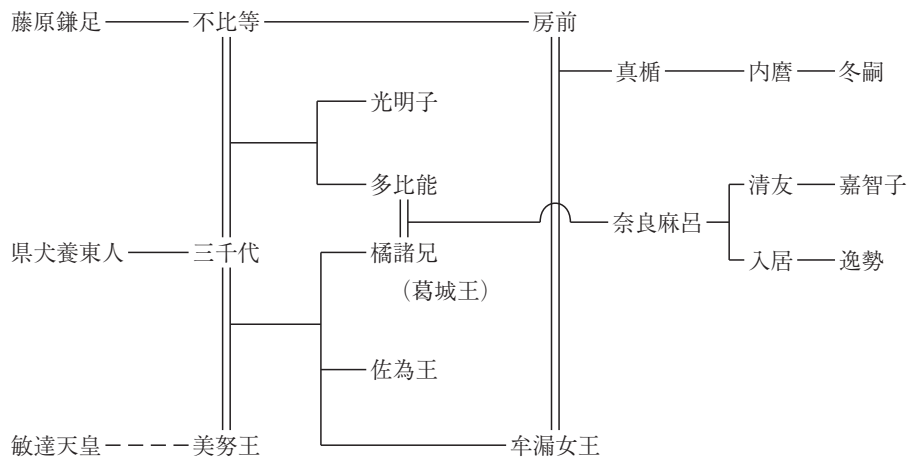 藤原鎌足 不比等 房前
真楯 内麿 冬嗣
光明子
多比能 清友 嘉智子
奈良麻呂
県犬養東人 三千代 橘諸兄 入居 逸勢
（葛城王）
佐為王
敏達天皇 美努王 牟漏女王